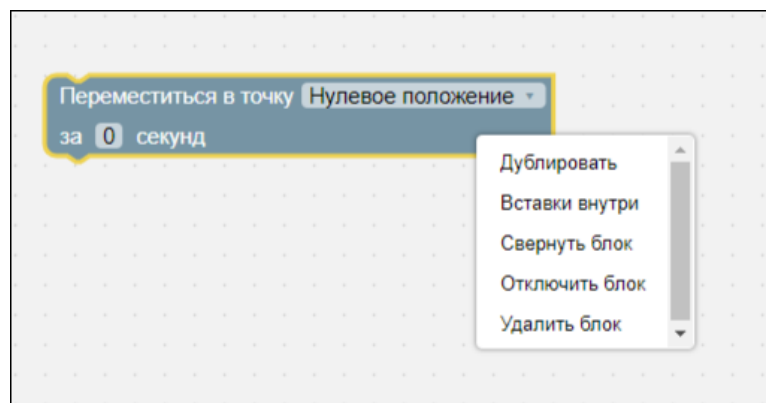 Переместиться в точку Нулевое положение
за 0 секунд
Дублировать
Вставки внутри
Свернуть блок
Отключить блок
Удалить блок